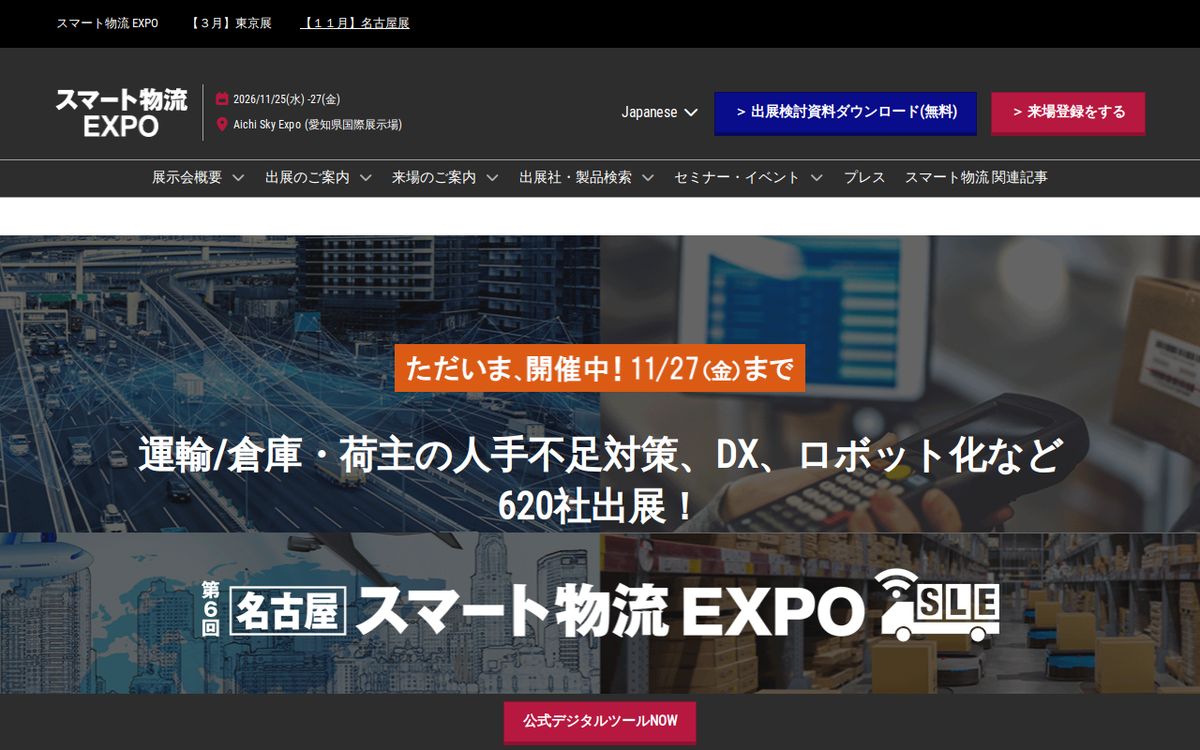 スマート物流 EXPO
【３月】東京展
【１１月】名古屋展
スマート物流
EXPO
2026/11/25(水) -27(金)
Aichi Sky Expo (愛知県国際展示場)
Japanese
＞ 出展検討資料ダウンロード(無料)
＞ 来場登録をする
展示会概要
出展のご案内
来場のご案内
出展社・製品検索
セミナー・イベント
プレス
スマート物流 関連記事
ただいま、開催中！11/27（金）まで
運輸/倉庫・荷主の人手不足対策、DX、ロボット化など
620社出展！
第6回 名古屋 スマート物流 EXPO SLE
公式デジタルツールNOW